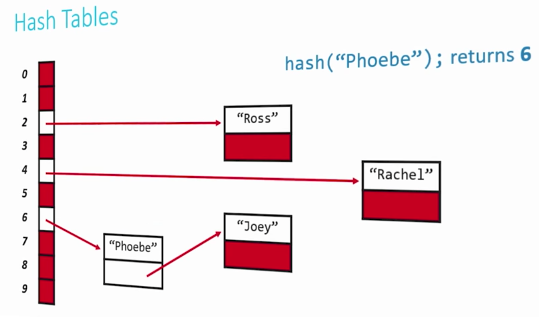 Hash Tables
hash(“Phoebe”); returns 6
0
1
2
3
4
5
6
7
8
9
“Ross”
“Rachel”
“Joey”
“Phoebe”